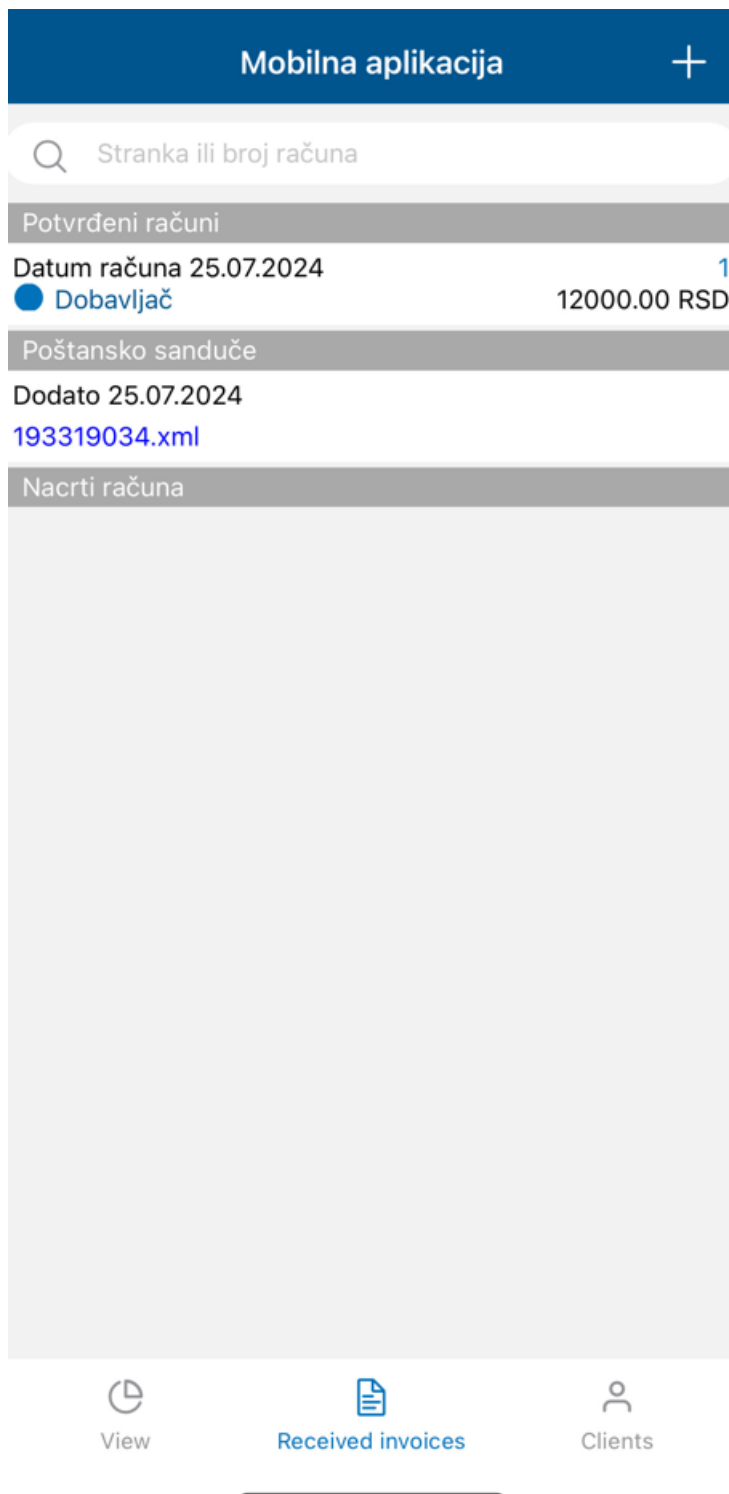 Mobilna aplikacija
Stranka ili broj računa
Potvrđeni računi
Datum računa 25.07.2024 1
Dobavljač 12000.00 RSD
Poštansko sanduče
Dodato 25.07.2024
193319034.xml
Nacrti računa
View Received invoices Clients